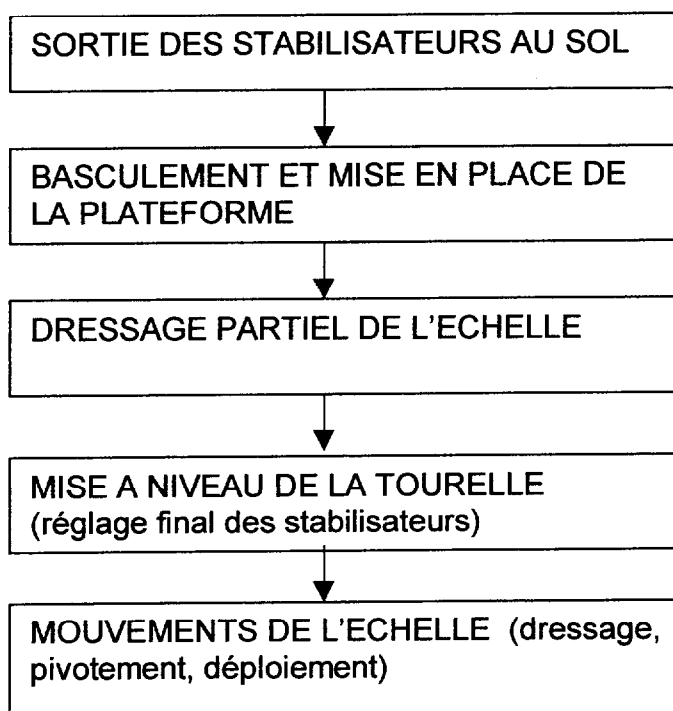 SORTIE DES STABILISATEURS AU SOL
BASCULEMENT ET MISE EN PLACE DE
LA PLATEFORME
DRESSAGE PARTIEL DE L'ECHELLE
MISE A NIVEAU DE LA TOURELLE
(réglage final des stabilisateurs)
MOUVEMENTS DE L'ECHELLE (dressage,
pivotement, déploiement)